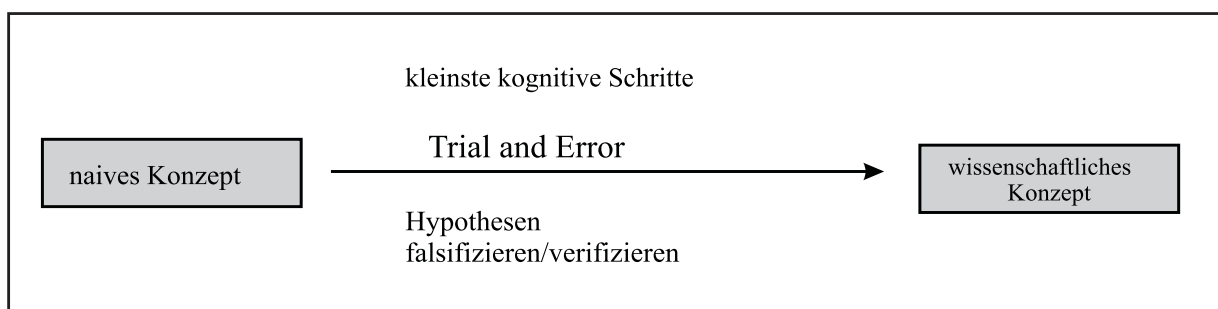 kleinste kognitive Schritte
Trial and Error
naives Konzept
wissenschaftliches
Konzept
Hypothesen
falsifizieren/verifizieren